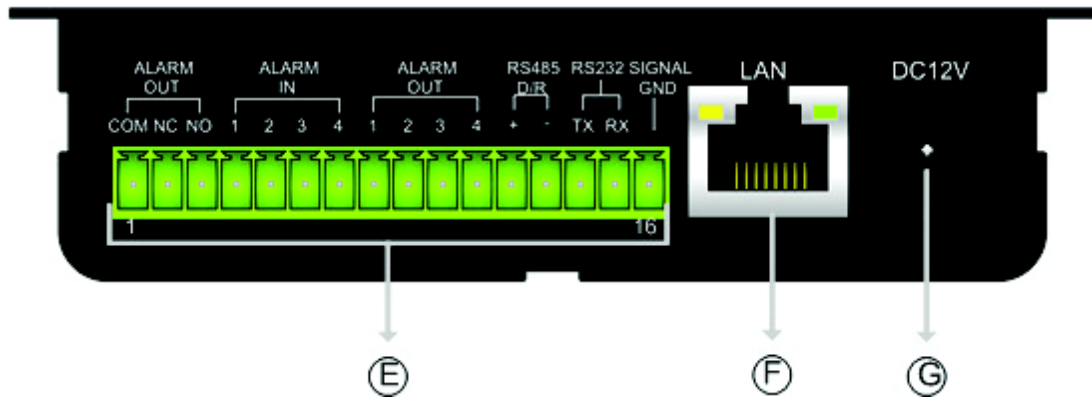 ALARM OUT ALARM IN ALARM OUT RS485 D/R RS232 SIGNAL GND LAN DC12V
COM NC NO 1 2 3 4 1 2 3 4 + - TX RX
1 16
E F G